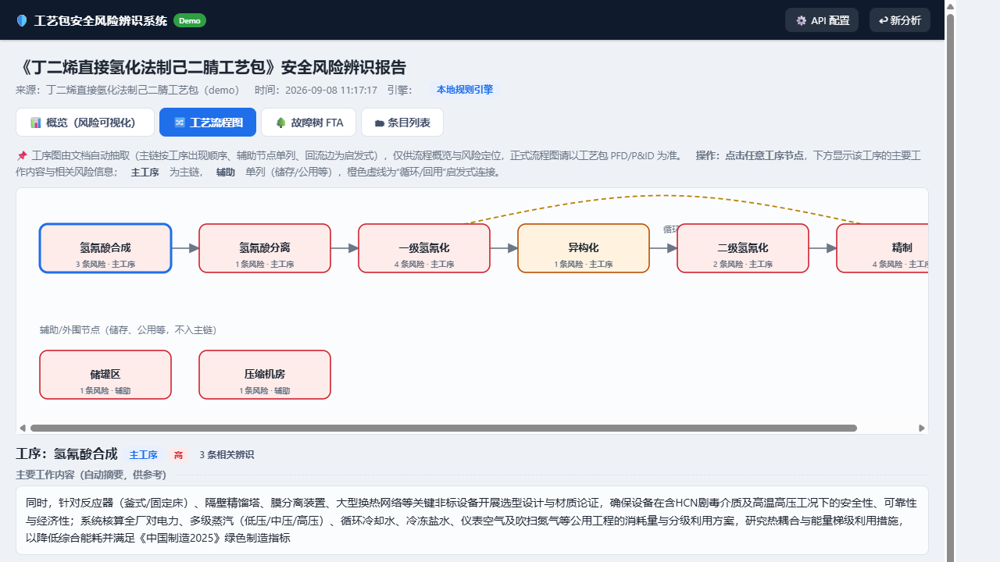 工艺包安全风险辨识系统 Demo
API 配置
↩ 新分析
《丁二烯直接氢化法制己二腈工艺包》安全风险辨识报告
来源：丁二烯直接氢化法制己二腈工艺包（demo） 时间：2026-09-08 11:17:17 引擎： 本地规则引擎
概览（风险可视化）
工艺流程图
故障树 FTA
条目列表
工序图由文档自动抽取（主链按工序出现顺序、辅助节点单列、回流边为启发式），仅供流程概览与风险定位，正式流程图请以工艺包 PFD/P&ID 为准。 操作：点击任意工序节点，下方显示该工序的主要工
作内容与相关风险信息； 主工序 为主链， 辅助 单列（储存/公用等），橙色虚线为“循环/回用”启发式连接。
循环
氢氰酸合成
3 条风险 · 主工序
氢氰酸分离
1 条风险 · 主工序
一级氢氰化
4 条风险 · 主工序
异构化
1 条风险 · 主工序
二级氢氰化
2 条风险 · 主工序
精制
4 条风险 · 主工序
辅助/外围节点（储存、公用等，不入主链）
储罐区
1 条风险 · 辅助
压缩机房
1 条风险 · 辅助
工序：氢氰酸合成 主工序 高 3 条相关辨识
主要工作内容（自动摘要，供参考）
同时，针对反应器（釜式/固定床）、隔壁精馏塔、膜分离装置、大型换热网络等关键非标设备开展选型设计与材质论证，确保设备在含HCN剧毒介质及高温高压工况下的安全性、可靠性
与经济性；系统核算全厂对电力、多级蒸汽（低压/中压/高压）、循环冷却水、冷冻盐水、仪表空气及吹扫氮气等公用工程的消耗量与分级利用方案，研究热耦合与能量梯级利用措施，
以降低综合能耗并满足《中国制造2025》绿色制造指标